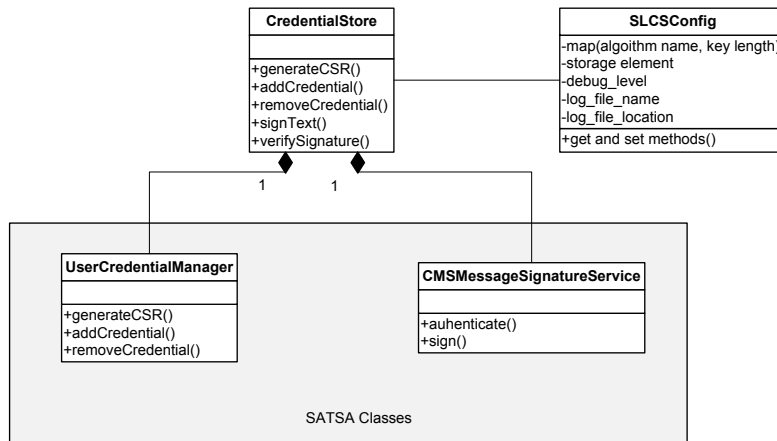 CredentialStore
+generateCSR()
+addCredential()
+removeCredential()
+signText()
+verifySignature()
SLCSConfig
-map(algoithm name, key length)
-storage element
-debug_level
-log_file_name
-log_file_location
+get and set methods()
1
1
UserCredentialManager
+generateCSR()
+addCredential()
+removeCredential()
CMSMessageSignatureService
+auhenticate()
+sign()
SATSA Classes